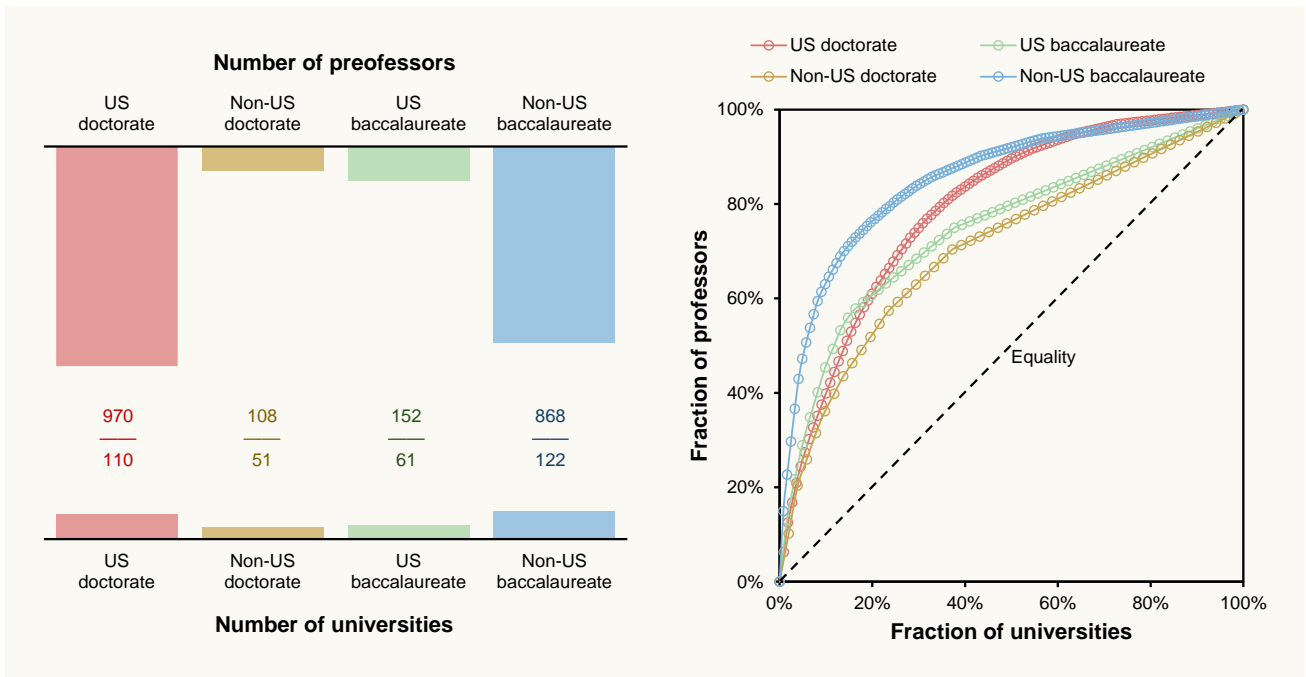 Number of preofessors
US doctorate
Non-US doctorate
US baccalaureate
Non-US baccalaureate
970
108
152
868
110
51
61
122
US doctorate
Non-US doctorate
US baccalaureate
Non-US baccalaureate
Number of universities
US doctorate
US baccalaureate
Non-US doctorate
Non-US baccalaureate
100%
80%
60%
40%
20%
0%
Fraction of professors
Equality
0%
20%
40%
60%
80%
100%
Fraction of universities